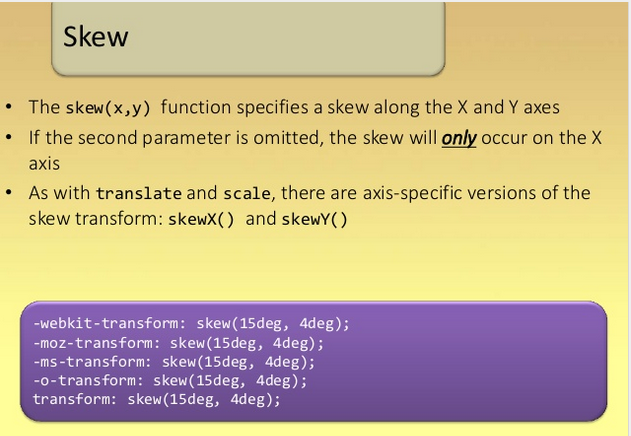 Skew
• The skew(x,y) function specifies a skew along the X and Y axes
• If the second parameter is omitted, the skew will only occur on the X
axis
• As with translate and scale, there are axis-specific versions of the
skew transform: skewX() and skewY()
-webkit-transform: skew(15deg, 4deg);
-moz-transform: skew(15deg, 4deg);
-ms-transform: skew(15deg, 4deg);
-o-transform: skew(15deg, 4deg);
transform: skew(15deg, 4deg);